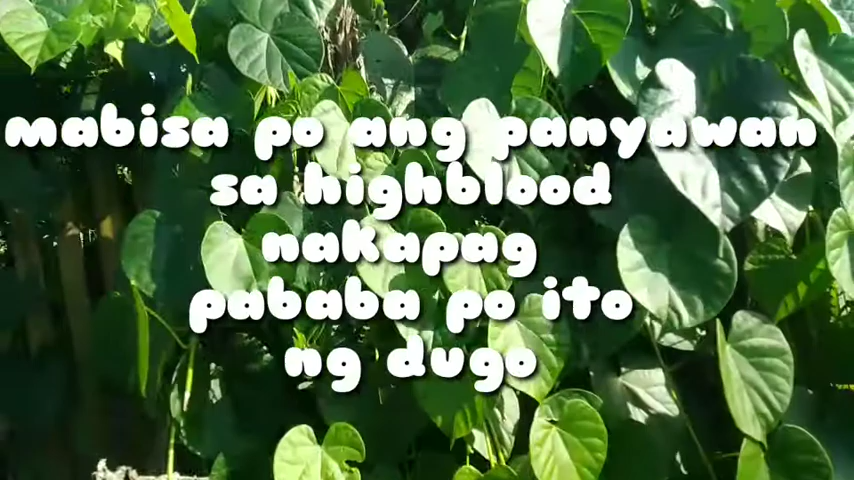 mabisa po ang panyawan
sa highblood
nakapag
pababa po ito
ng dugo